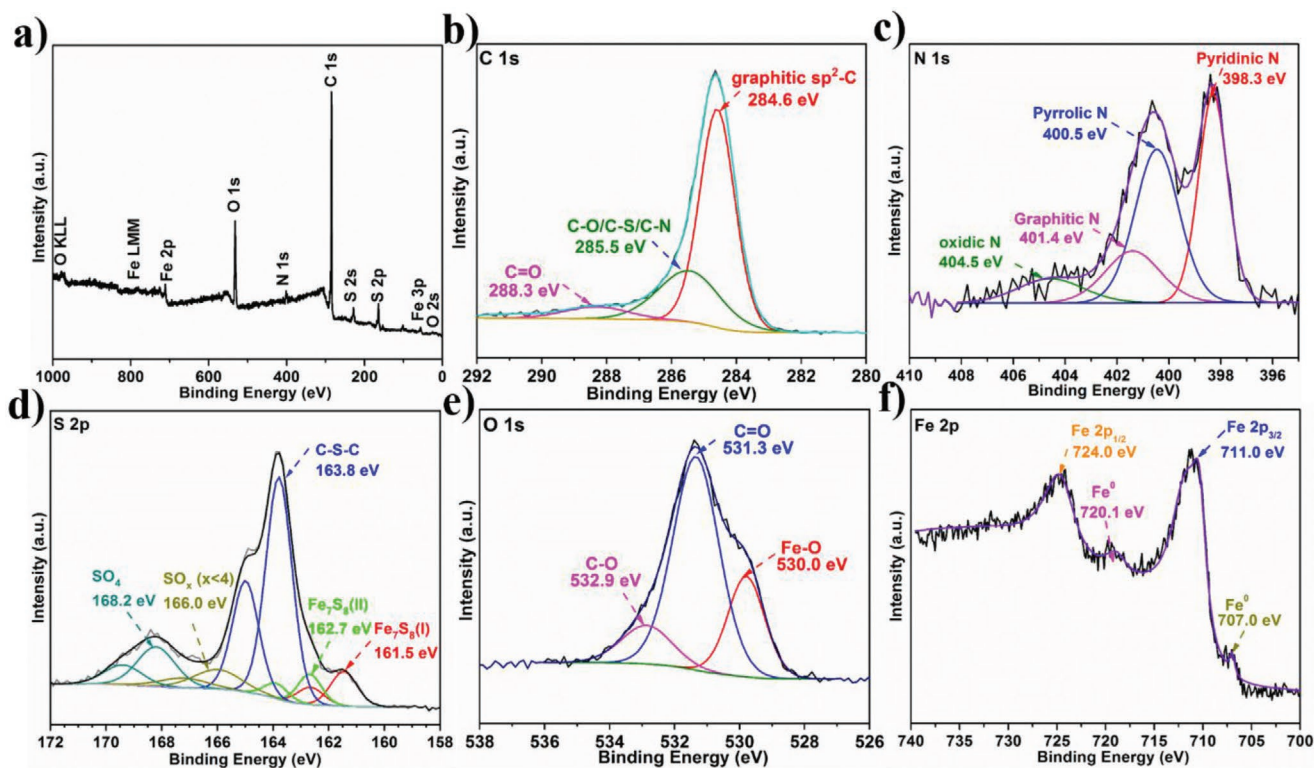 a)
O KLL
Fe LMM
Fe 2p
O 1s
N 1s
C 1s
S 2s
S 2p
Fe 3p
O 2s
Intensity (a.u.)
1000 800 600 400 200 0
Binding Energy (eV)
b)
C 1s
graphitic sp²-C
284.6 eV
C-O/C-S/C-N
285.5 eV
C=O
288.3 eV
Intensity (a.u.)
292 290 288 286 284 282 280
Binding Energy (eV)
c)
N 1s
Pyridinic N
398.3 eV
Pyrrolic N
400.5 eV
Graphitic N
401.4 eV
oxidic N
404.5 eV
Intensity (a.u.)
410 408 406 404 402 400 398 396
Binding Energy (eV)
d)
S 2p
C-S-C
163.8 eV
SO₄
168.2 eV
SOₓ (x<4)
166.0 eV
Fe₇S₈(II)
162.7 eV
Fe₇S₈(I)
161.5 eV
Intensity (a.u.)
172 170 168 166 164 162 160 158
Binding Energy (eV)
e)
O 1s
C=O
531.3 eV
Fe-O
530.0 eV
C-O
532.9 eV
Intensity (a.u.)
538 536 534 532 530 528 526
Binding Energy (eV)
f)
Fe 2p
Fe 2p₁/₂
724.0 eV
Fe 2p₃/₂
711.0 eV
Fe⁰
720.1 eV
Fe⁰
707.0 eV
Intensity (a.u.)
740 735 730 725 720 715 710 705 700
Binding Energy (eV)